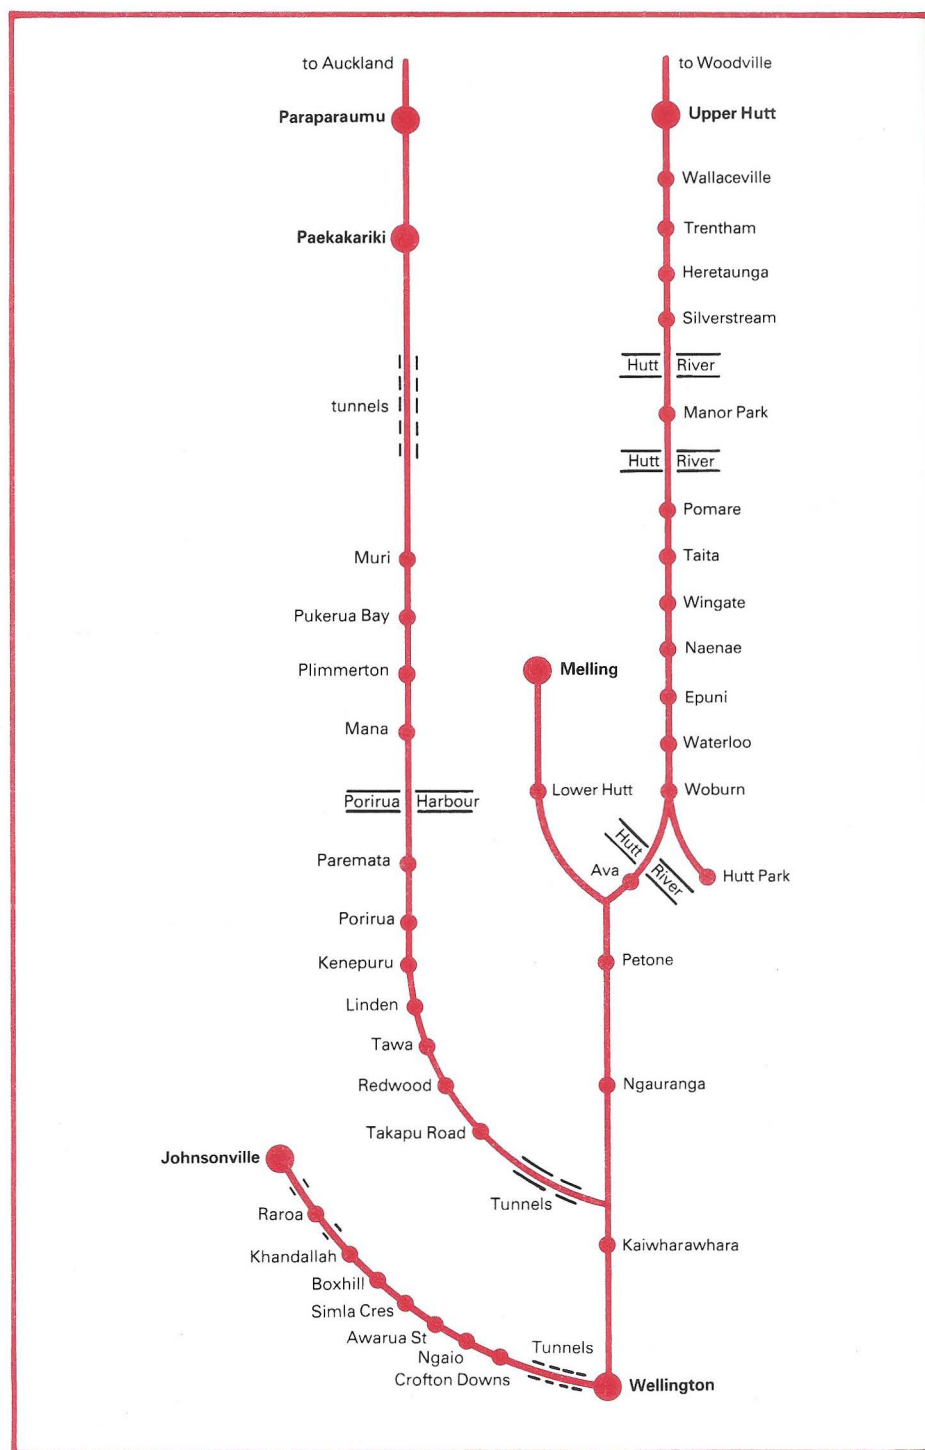 to Auckland
Paraparaumu
Paekakariki
tunnels
Muri
Pukerua Bay
Plimmerton
Mana
Porirua Harbour
Paremata
Porirua
Kenepuru
Linden
Tawa
Redwood
Takapu Road
Tunnels
to Woodville
Upper Hutt
Wallaceville
Trentham
Heretaunga
Silverstream
Hutt River
Manor Park
Hutt River
Pomare
Taita
Wingate
Naenae
Epuni
Waterloo
Woburn
Hutt Park
Hutt
River
Ava
Melling
Lower Hutt
Petone
Ngauranga
Kaiwharawhara
Johnsonville
Raroa
Khandallah
Boxhill
Simla Cres
Awarua St
Ngaio
Crofton Downs
Tunnels
Wellington